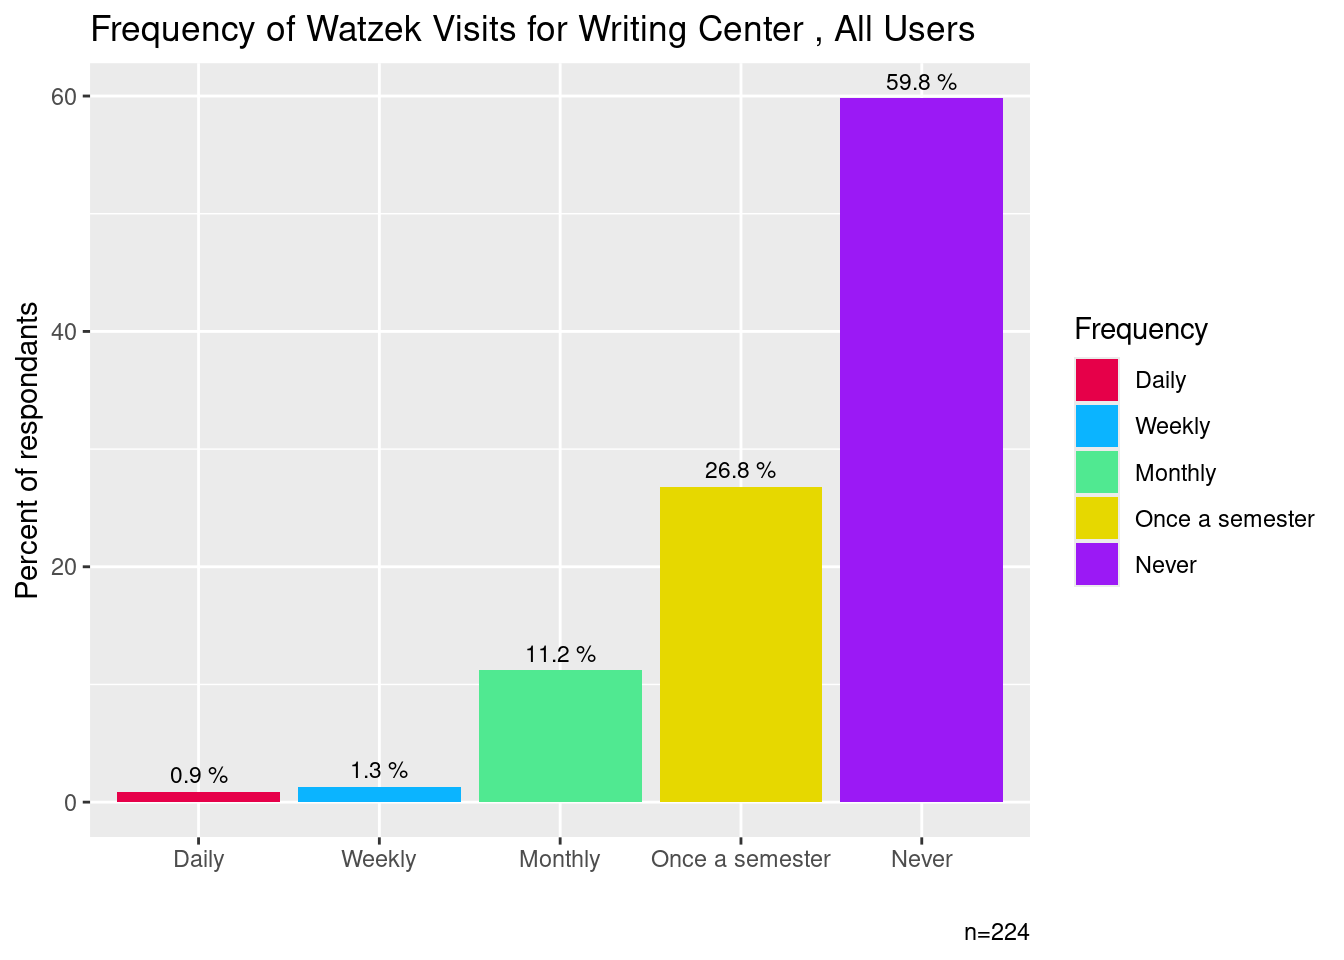 Frequency of Watzek Visits for Writing Center , All Users
Percent of respondants
60
40
20
0
0.9 %
1.3 %
11.2 %
26.8 %
59.8 %
Daily
Weekly
Monthly
Once a semester
Never
Frequency
Daily
Weekly
Monthly
Once a semester
Never
n=224